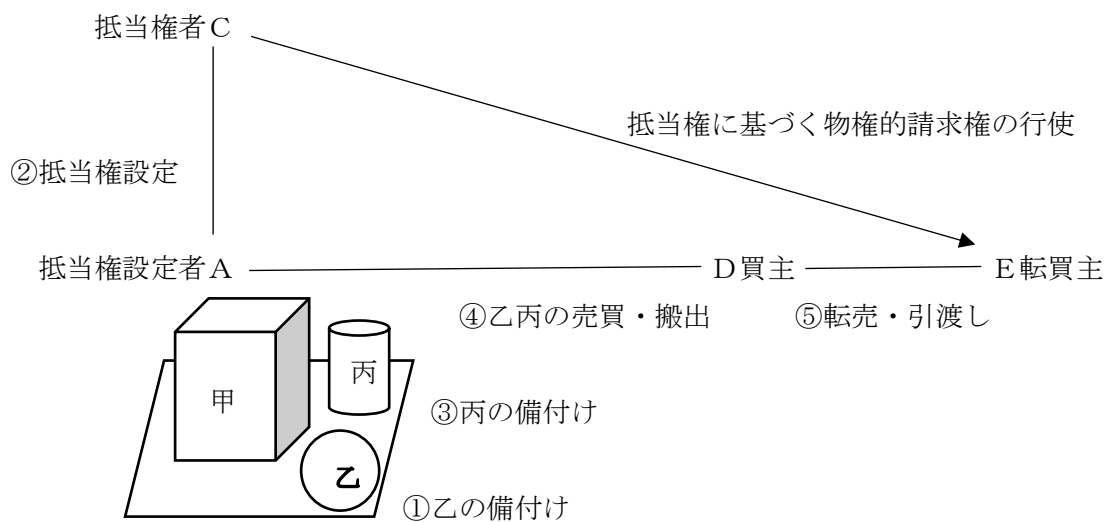 抵当権者Ｃ
抵当権に基づく物権的請求権の行使
②抵当権設定
抵当権設定者Ａ
Ｄ買主
Ｅ転買主
④乙丙の売買・搬出
⑤転売・引渡し
丙
甲
③丙の備付け
乙
①乙の備付け